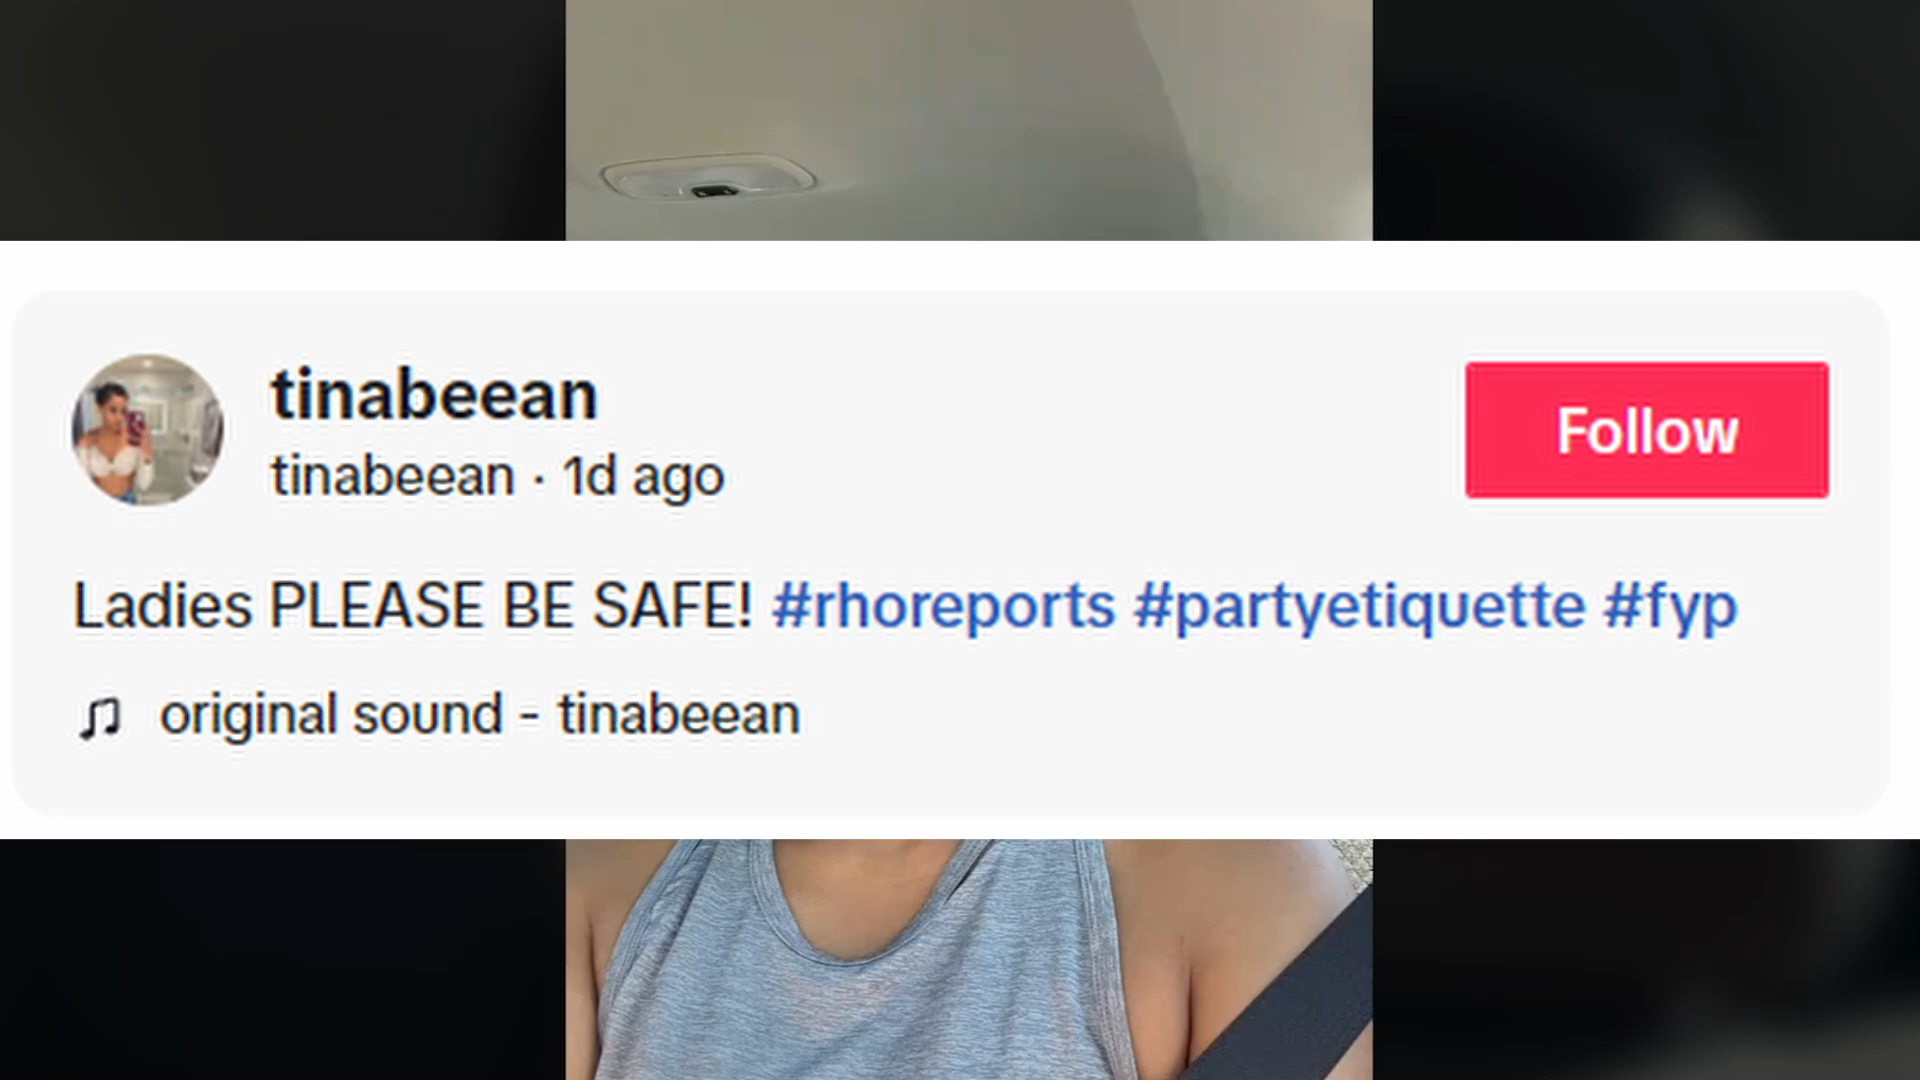 tinabeean
tinabeean · 1d ago
Follow
Ladies PLEASE BE SAFE! #rhoreports #partyetiquette #fyp
original sound - tinabeean